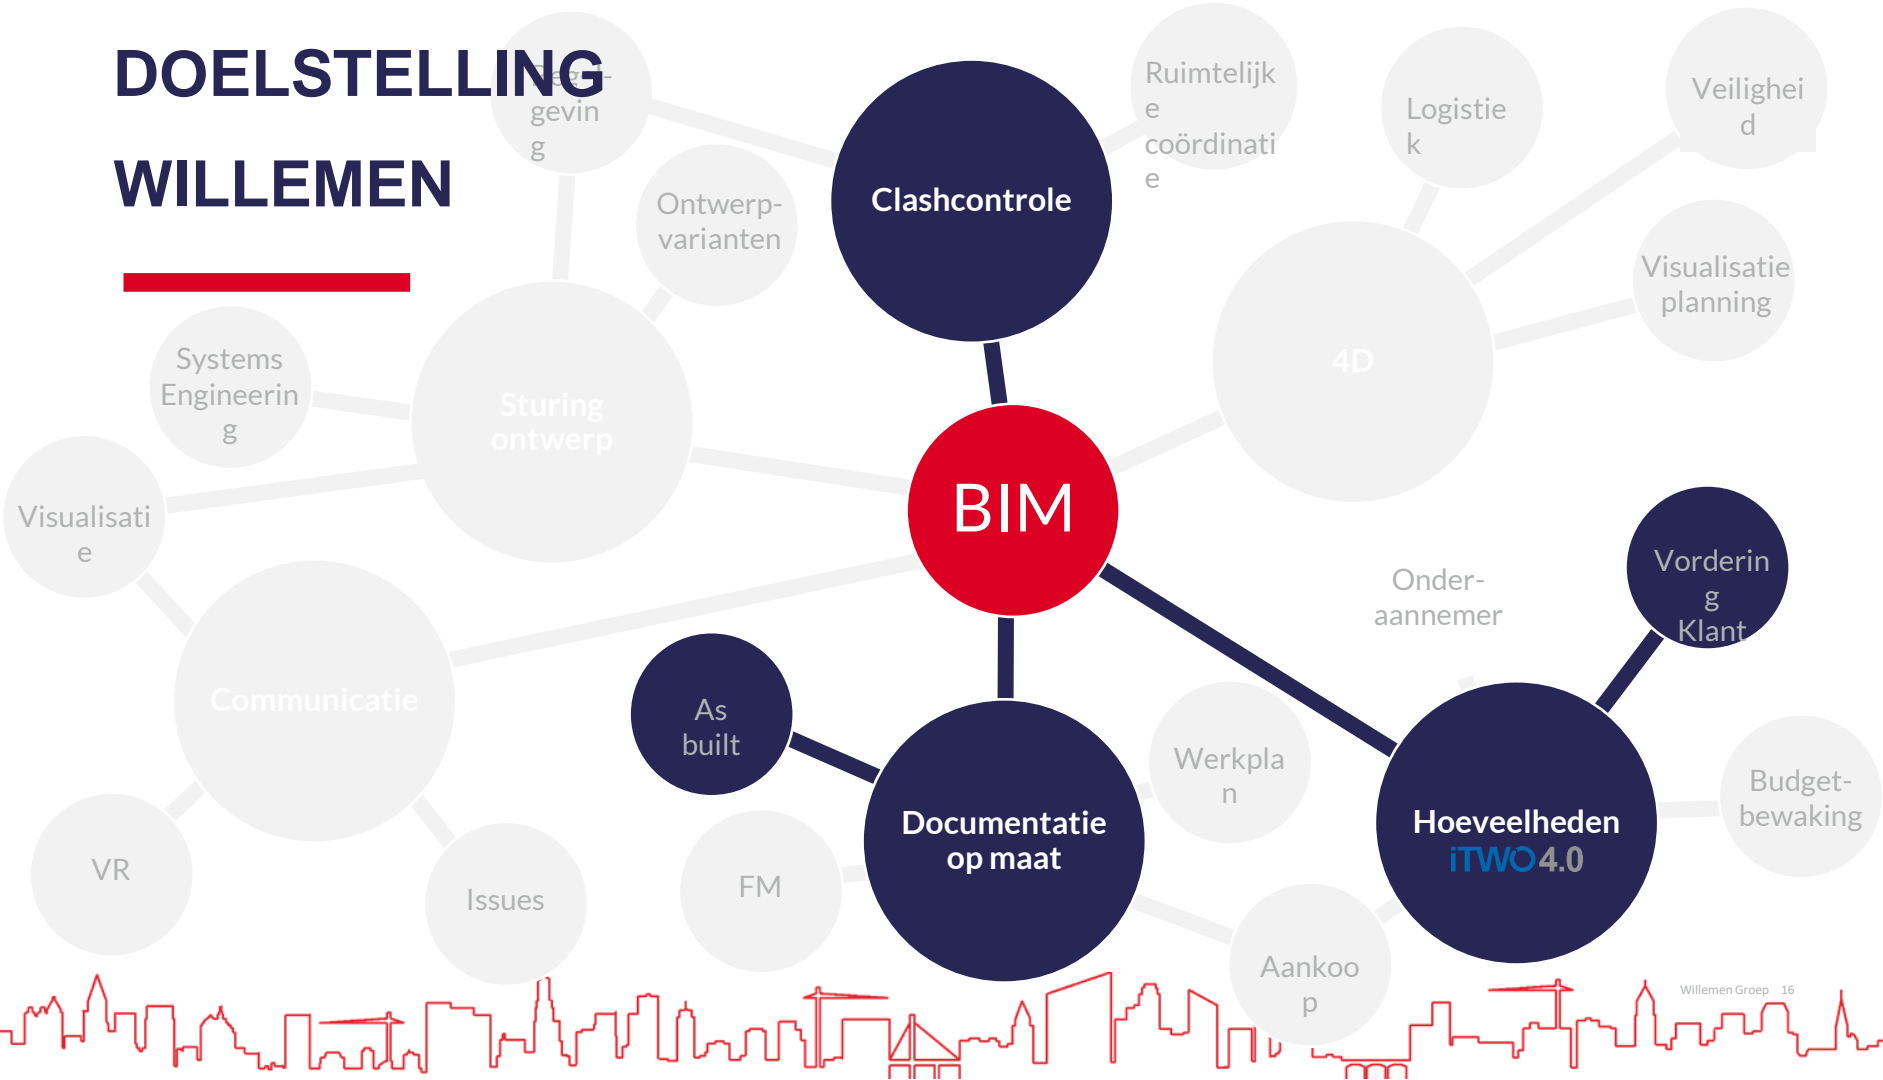 DOELSTELLING
WILLEMEN
Regel-
gevin
g
Ontwerp-
varianten
Clashcontrole
Ruimtelijk
e
coördinati
e
Logistie
k
Veilighei
d
Visualisatie
planning
4D
Systems
Engineerin
g
Sturing
ontwerp
Visualisati
e
BIM
Vorderin
g
Klant
Onder-
aannemer
Communicatie
As
built
Werkpla
n
Documentatie
op maat
Hoeveelheden
iTWO 4.0
Budget-
bewaking
VR
Issues
FM
Aankoo
p
Willemen Groep 16